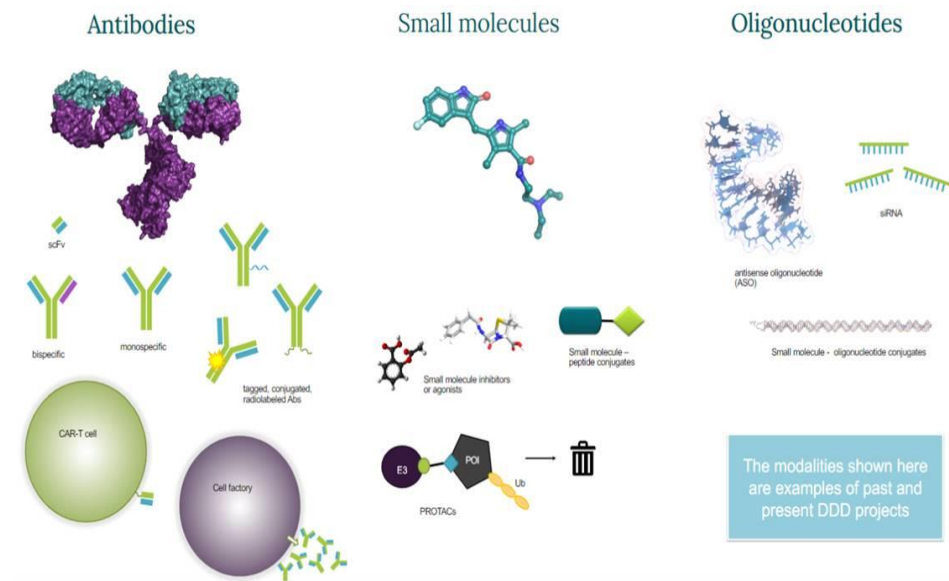 Antibodies
scFv
bispecific
monospecific
tagged, conjugated,
radiolabeled Abs
CAR-T cell
Cell factory
Small molecules
Small molecule inhibitors
or agonists
Small molecule –
peptide conjugates
E3
POI
Ub
PROTACs
Oligonucleotides
siRNA
antisense oligonucleotide
(ASO)
Small molecule - oligonucleotide conjugates
The modalities shown here
are examples of past and
present DDD projects